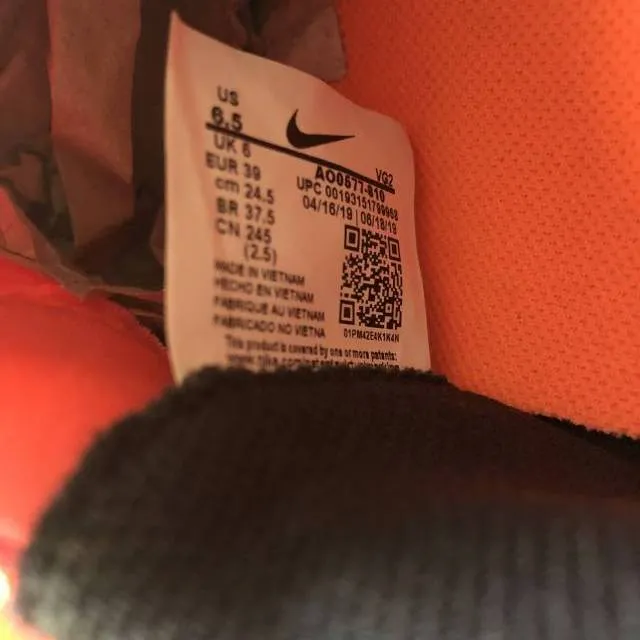 US
6.5
UK 6
EUR 39
cm 24.5
BR 37.5
CN 245
(2.5)
VG2
AO0577-810
UPC 00193151789968
04/16/19 | 06/18/19
MADE IN VIETNAM
HECHO EN VIETNAM
FABRIQUE AU VIETNAM
FABRICADO NO VIETNA
01PM42E4K1K4N
This product is covered by one or more patents: